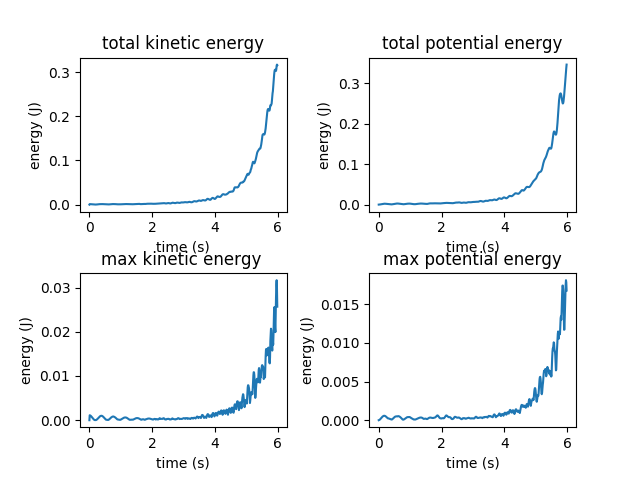 total kinetic energy
energy (J)
0.3
0.2
0.1
0.0
0 2 4 6
time (s)
total potential energy
energy (J)
0.3
0.2
0.1
0.0
0 2 4 6
time (s)
max kinetic energy
energy (J)
0.03
0.02
0.01
0.00
0 2 4 6
time (s)
max potential energy
energy (J)
0.015
0.010
0.005
0.000
0 2 4 6
time (s)